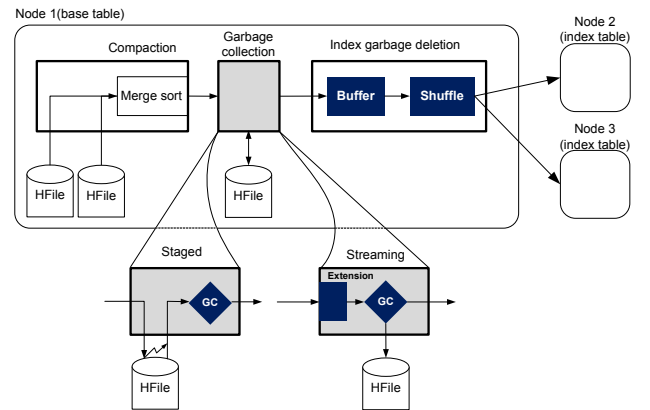 Node 1(base table)
Compaction
Garbage
collection
Index garbage deletion
Node 2
(index table)
Merge sort
Buffer
Shuffle
Node 3
(index table)
HFile
HFile
HFile
Staged
Streaming
Extension
GC
GC
HFile
HFile